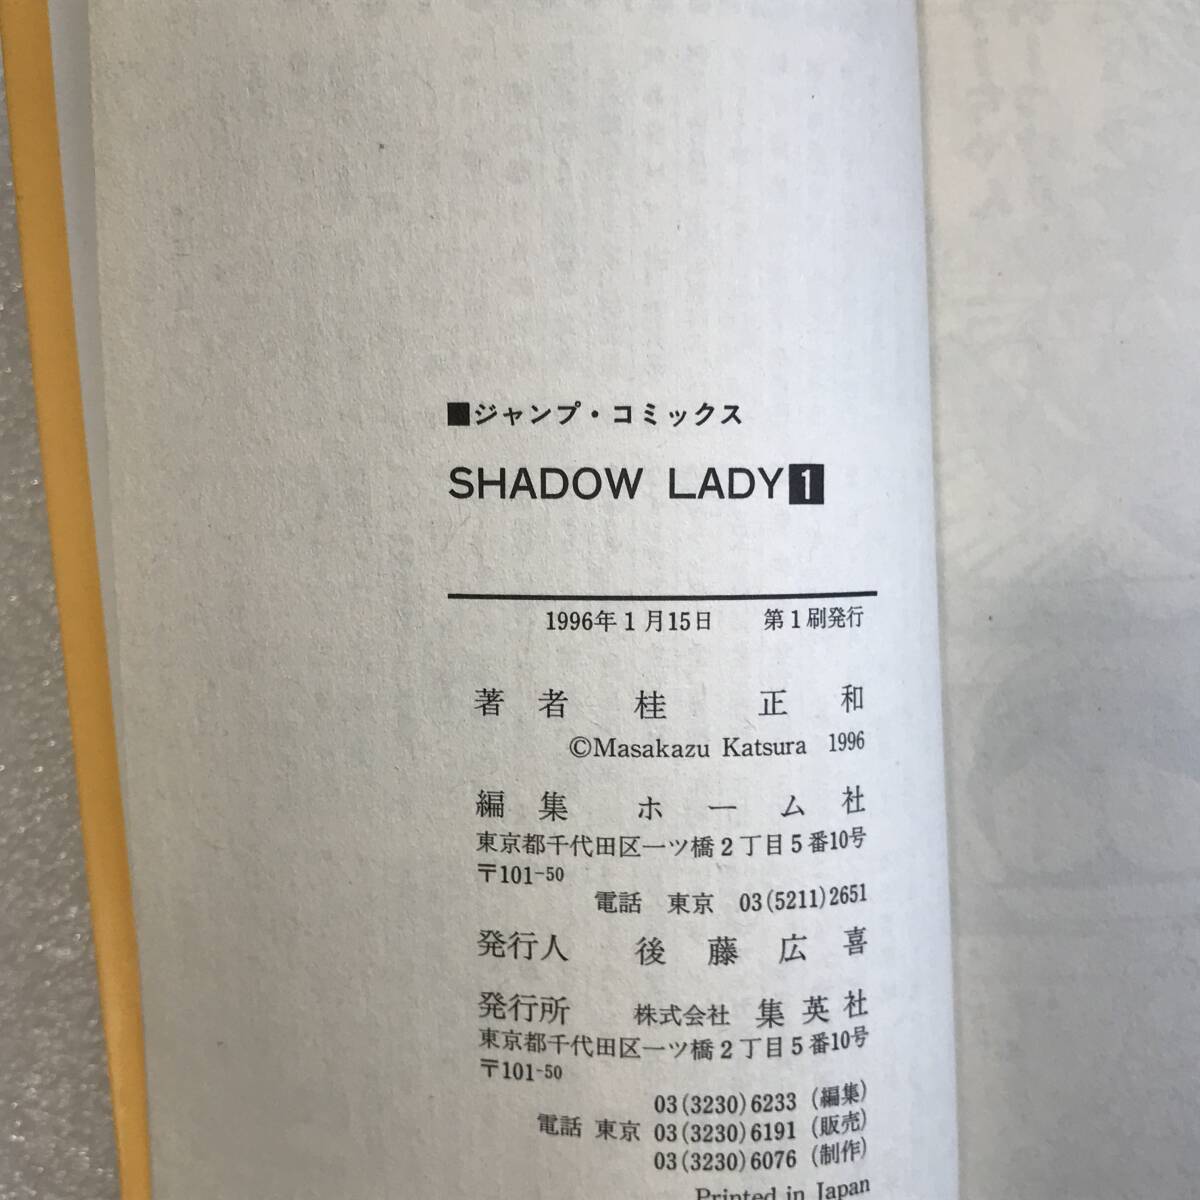 ■ジャンプ・コミックス
SHADOW LADY1
1996年1月15日 第1刷発行
著者 桂 正 和
©Masakazu Katsura 1996
編集 ホーム社
東京都千代田区一ツ橋2丁目5番10号
〒101-50
電話 東京 03(5211)2651
発行人 後藤広喜
発行所 株式会社 集英社
東京都千代田区一ツ橋2丁目5番10号
〒101-50
03(3230)6233(編集)
電話 東京 03(3230)6191(販売)
03(3230)6076(制作)
Printed in Japan